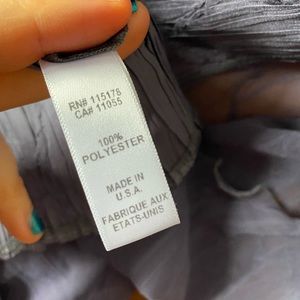 RN# 115178
CA# 11055
100%
POLYESTER
MADE IN
U.S.A.
FABRIQUE AUX
ETATS-UNIS